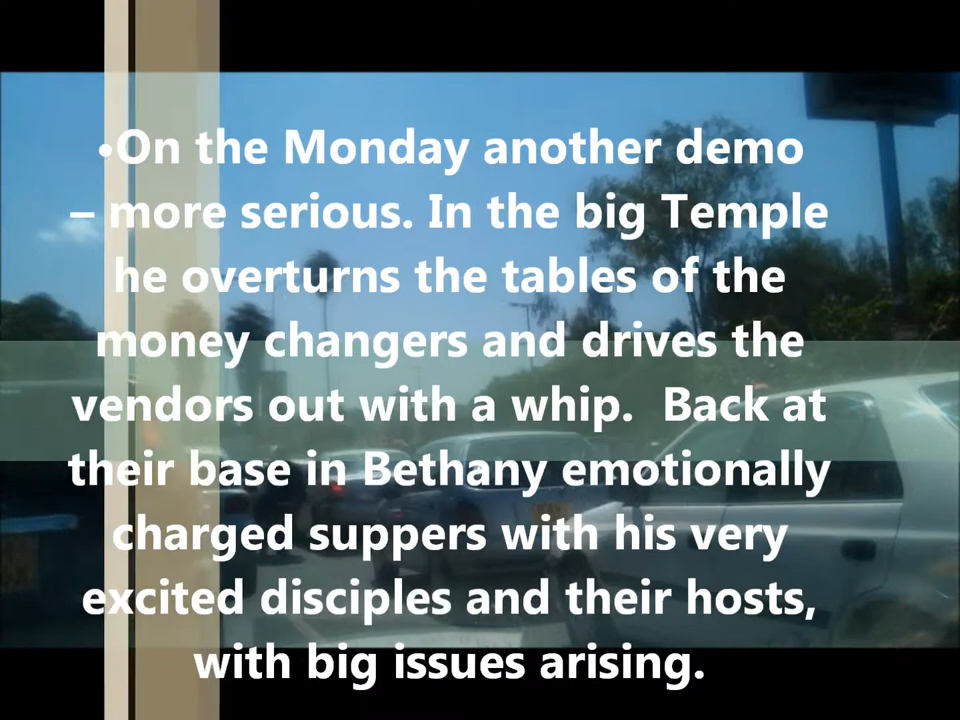 •On the Monday another demo
– more serious. In the big Temple
he overturns the tables of the
money changers and drives the
vendors out with a whip.  Back at
their base in Bethany emotionally
charged suppers with his very
excited disciples and their hosts,
with big issues arising.